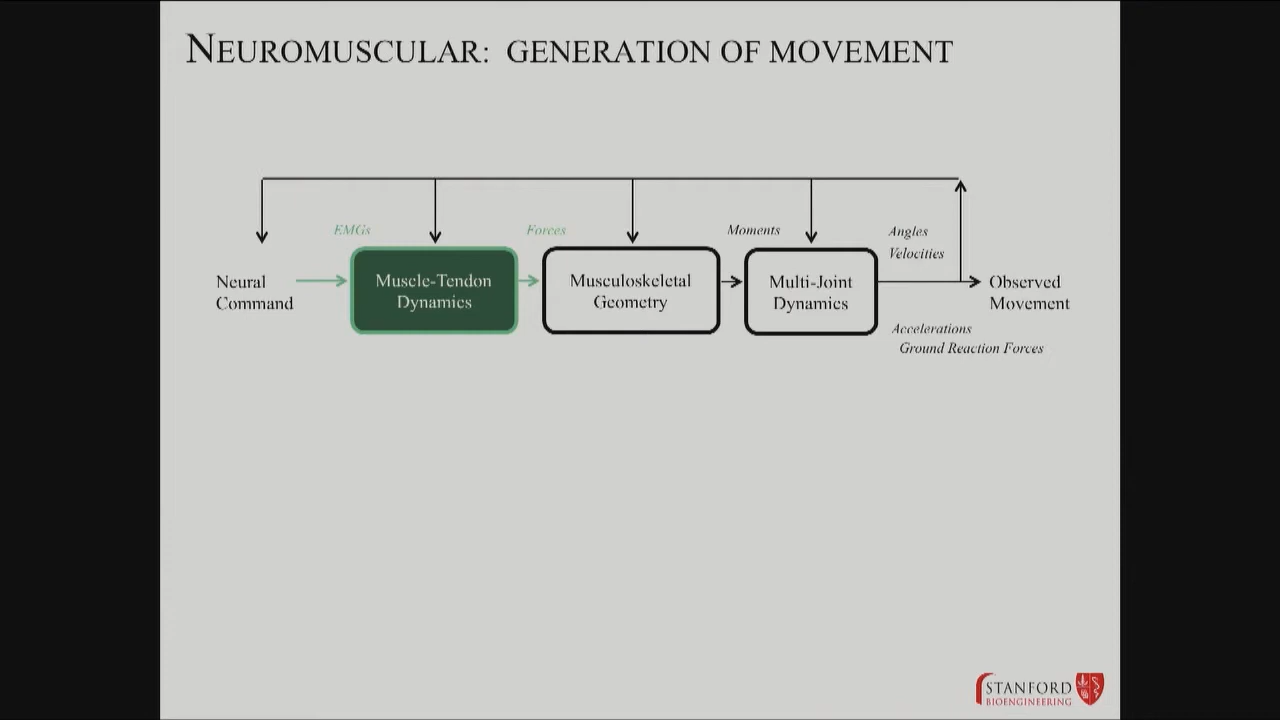 NEUROMUSCULAR: GENERATION OF MOVEMENT
EMGs
Forces
Moments
Angles
Velocities
Neural
Command
Muscle-Tendon
Dynamics
Musculoskeletal
Geometry
Multi-Joint
Dynamics
Observed
Movement
Accelerations
Ground Reaction Forces
STANFORD
BIOENGINEERING